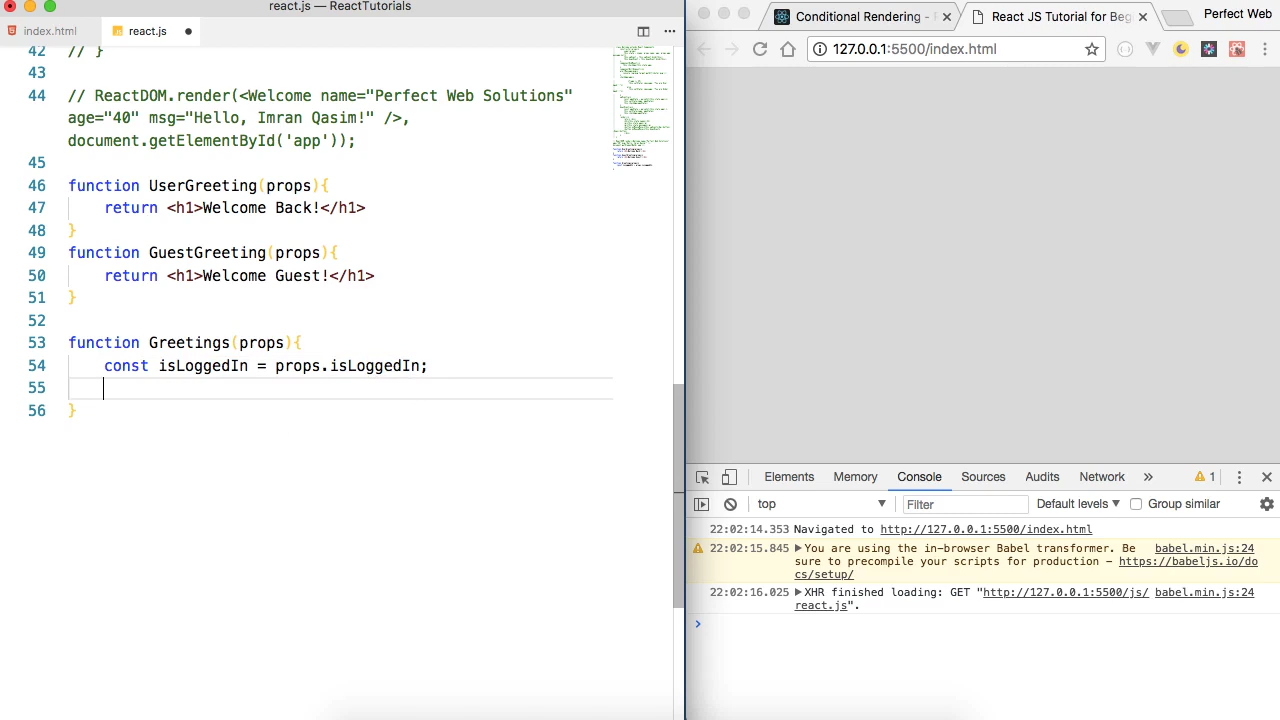 react.js — ReactTutorials
index.html
react.js
42 // }
43
44 // ReactDOM.render(<Welcome name="Perfect Web Solutions"
age="40" msg="Hello, Imran Qasim!" />,
document.getElementById('app'));
45
46 function UserGreeting(props){
47 return <h1>Welcome Back!</h1>
48 }
49 function GuestGreeting(props){
50 return <h1>Welcome Guest!</h1>
51 }
52
53 function Greetings(props){
54 const isLoggedIn = props.isLoggedIn;
55
56 }
Conditional Rendering -
React JS Tutorial for Beg
Perfect Web
127.0.0.1:5500/index.html
Elements Memory Console Sources Audits Network » 1
top Filter Default levels Group similar
22:02:14.353 Navigated to http://127.0.0.1:5500/index.html
22:02:15.845 You are using the in-browser Babel transformer. Be babel.min.js:24
sure to precompile your scripts for production – https://babeljs.io/do
cs/setup/
22:02:16.025 XHR finished loading: GET "http://127.0.0.1:5500/js/ babel.min.js:24
react.js".